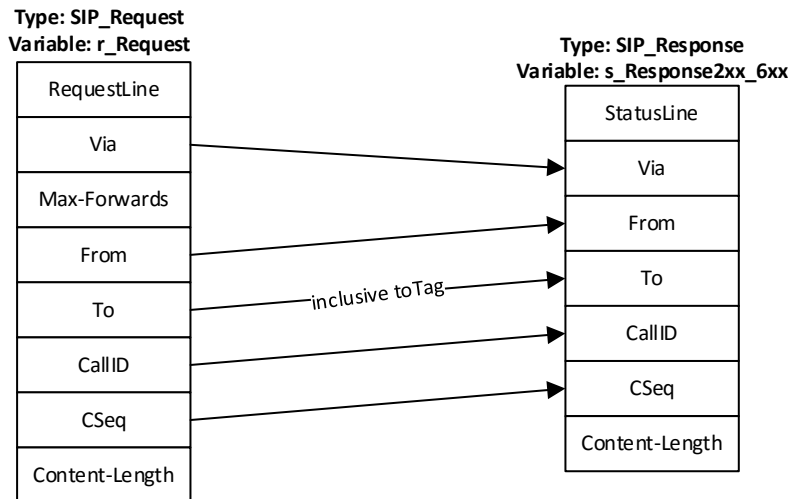 Type: SIP_Request
Variable: r_Request
RequestLine
Via
Max-Forwards
From
To
CallID
CSeq
Content-Length
inclusive toTag
Type: SIP_Response
Variable: s_Response2xx_6xx
StatusLine
Via
From
To
CallID
CSeq
Content-Length